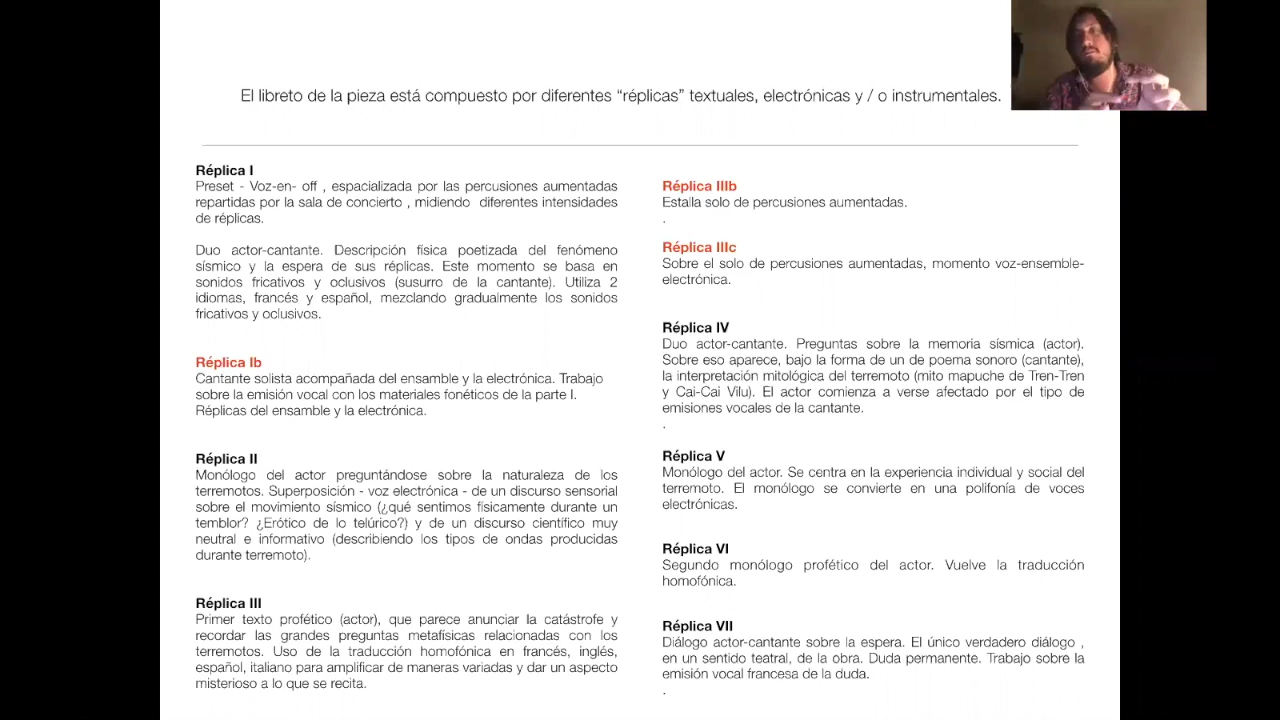 El libreto de la pieza está compuesto por diferentes “réplicas” textuales, electrónicas y / o instrumentales.
Réplica I
Preset - Voz-en- off , espacializada por las percusiones aumentadas
repartidas por la sala de concierto , midiendo diferentes intensidades
de réplicas.
Duo actor-cantante. Descripción física poetizada del fenómeno
sísmico y la espera de sus réplicas. Este momento se basa en
sonidos fricativos y oclusivos (susurro de la cantante). Utiliza 2
idiomas, francés y español, mezclando gradualmente los sonidos
fricativos y oclusivos.
Réplica Ib
Cantante solista acompañada del ensamble y la electrónica. Trabajo
sobre la emisión vocal con los materiales fonéticos de la parte I.
Réplicas del ensamble y la electrónica.
Réplica II
Monólogo del actor preguntándose sobre la naturaleza de los
terremotos. Superposición - voz electrónica - de un discurso sensorial
sobre el movimiento sísmico (¿qué sentimos físicamente durante un
temblor? ¿Erótico de lo telúrico?) y de un discurso científico muy
neutral e informativo (describiendo los tipos de ondas producidas
durante terremoto).
Réplica III
Primer texto profético (actor), que parece anunciar la catástrofe y
recordar las grandes preguntas metafísicas relacionadas con los
terremotos. Uso de la traducción homofónica en francés, inglés,
español, italiano para amplificar de maneras variadas y dar un aspecto
misterioso a lo que se recita.
Réplica IIIb
Estalla solo de percusiones aumentadas.
.
Réplica IIIc
Sobre el solo de percusiones aumentadas, momento voz-ensemble-
electrónica.
Réplica IV
Duo actor-cantante. Preguntas sobre la memoria sísmica (actor).
Sobre eso aparece, bajo la forma de un de poema sonoro (cantante),
la interpretación mitológica del terremoto (mito mapuche de Tren-Tren
y Cai-Cai Vilu). El actor comienza a verse afectado por el tipo de
emisiones vocales de la cantante.
.
Réplica V
Monólogo del actor. Se centra en la experiencia individual y social del
terremoto. El monólogo se convierte en una polifonía de voces
electrónicas.
Réplica VI
Segundo monólogo profético del actor. Vuelve la traducción
homofónica.
Réplica VII
Diálogo actor-cantante sobre la espera. El único verdadero diálogo ,
en un sentido teatral, de la obra. Duda permanente. Trabajo sobre la
emisión vocal francesa de la duda.
.